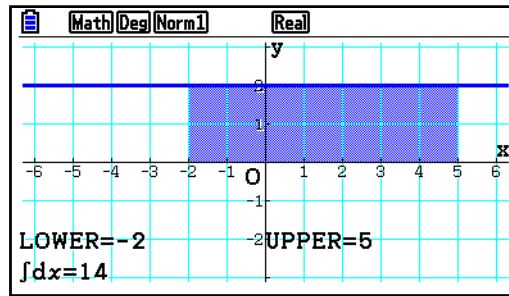 Math Deg Norm1 Real
y
2
1
x
-6 -5 -4 -3 -2 -1 O 1 2 3 4 5 6
-1
LOWER=-2 -2 UPPER=5
∫dx=14